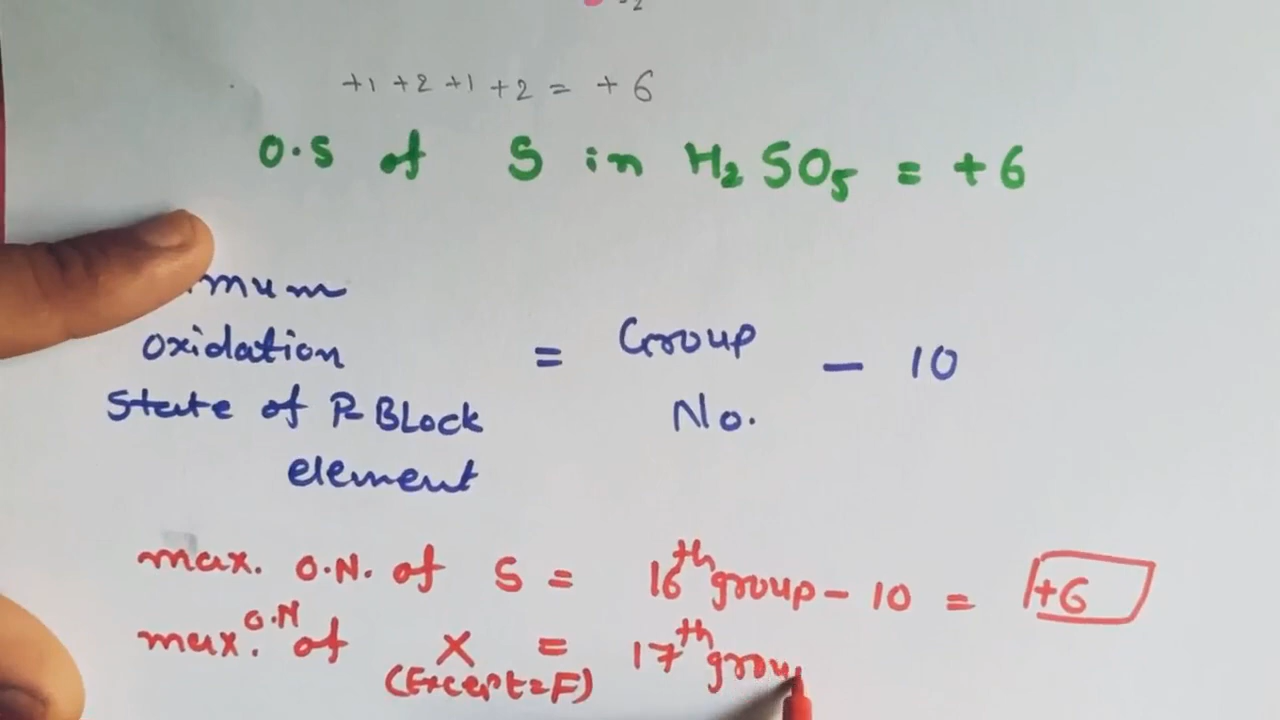 +1 +2 +1 +2 = +6
O.S of S in H₂SO₅ = +6
mum
oxidation = Group - 10
State of P-Block No.
element
max. O.N. of S = 16th group - 10 = +6
max. O.N of X = 17th grou
(Except=F)